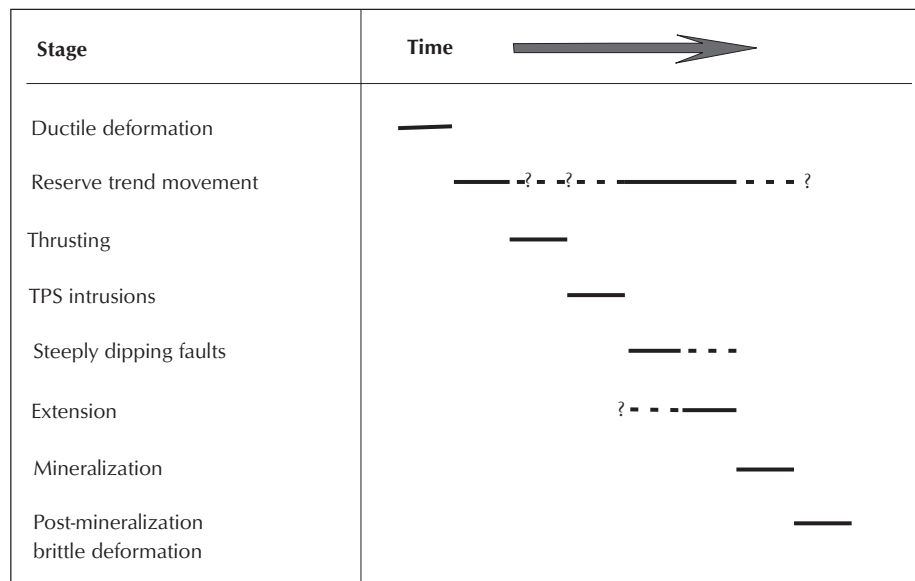 Stage Time
Ductile deformation
Reserve trend movement ? ? ?
Thrusting
TPS intrusions
Steeply dipping faults
Extension ?
Mineralization
Post-mineralization
brittle deformation